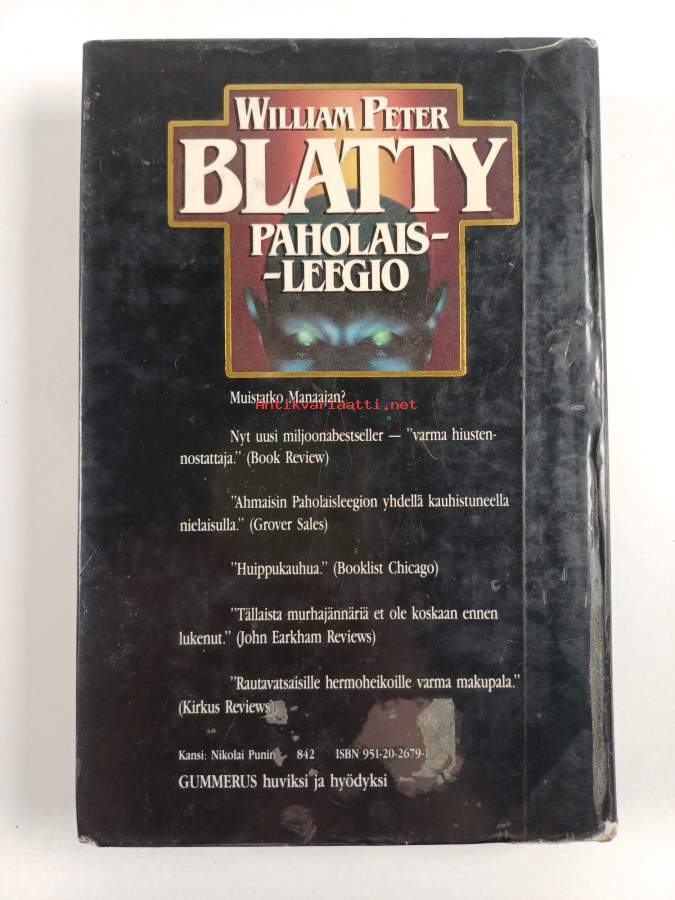 WILLIAM PETER
BLATTY
PAHOLAIS-
-LEEGIO
Muistatko Manaajan?
Antikvariaatti.net
Nyt uusi miljoonabestseller — ”varma hiusten-
nostattaja.” (Book Review)
”Ahmaisin Paholaisleegion yhdellä kauhistuneella
nielaisulla.” (Grover Sales)
”Huippukauhua.” (Booklist Chicago)
”Tällaista murhajännäriä et ole koskaan ennen
lukenut.” (John Earkham Reviews)
”Rautavatsaisille hermoheikoille varma makupala.”
(Kirkus Reviews)
Kansi: Nikolai Punin 842 ISBN 951-20-2679-
GUMMERUS huviksi ja hyödyksi